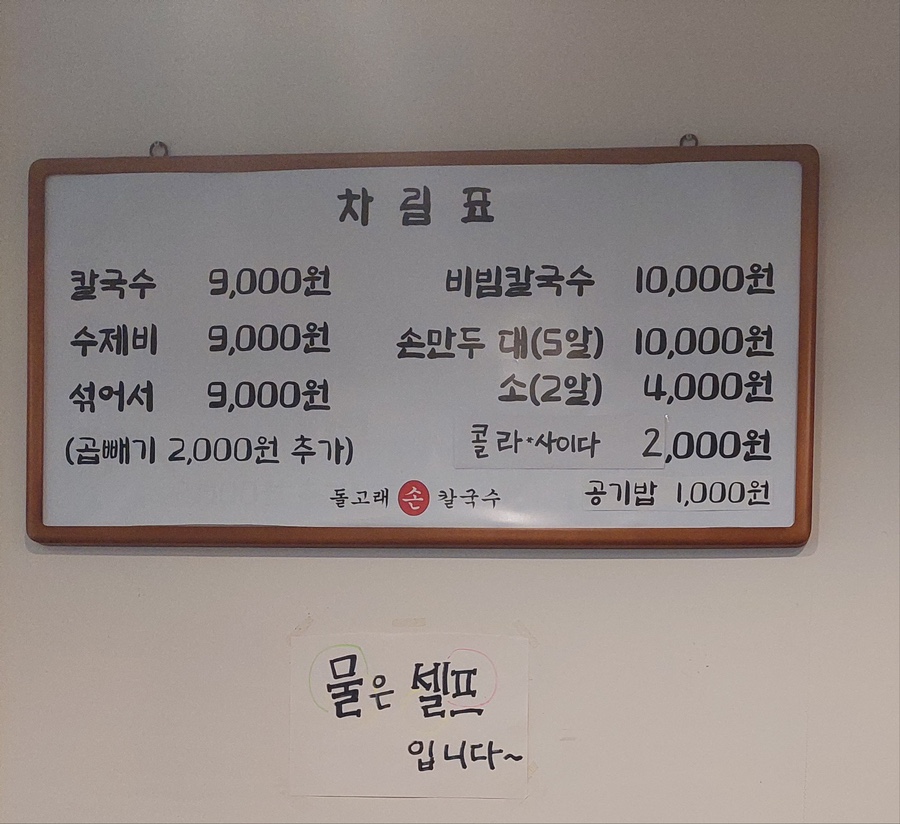 차림표
칼국수 9,000원
수제비 9,000원
섞어서 9,000원
(곱빼기 2,000원 추가)
비빔칼국수 10,000원
손만두 대(5알) 10,000원
소(2알) 4,000원
콜라·사이다 2,000원
공기밥 1,000원
돌고래 손 칼국수
물은 셀프
입니다~